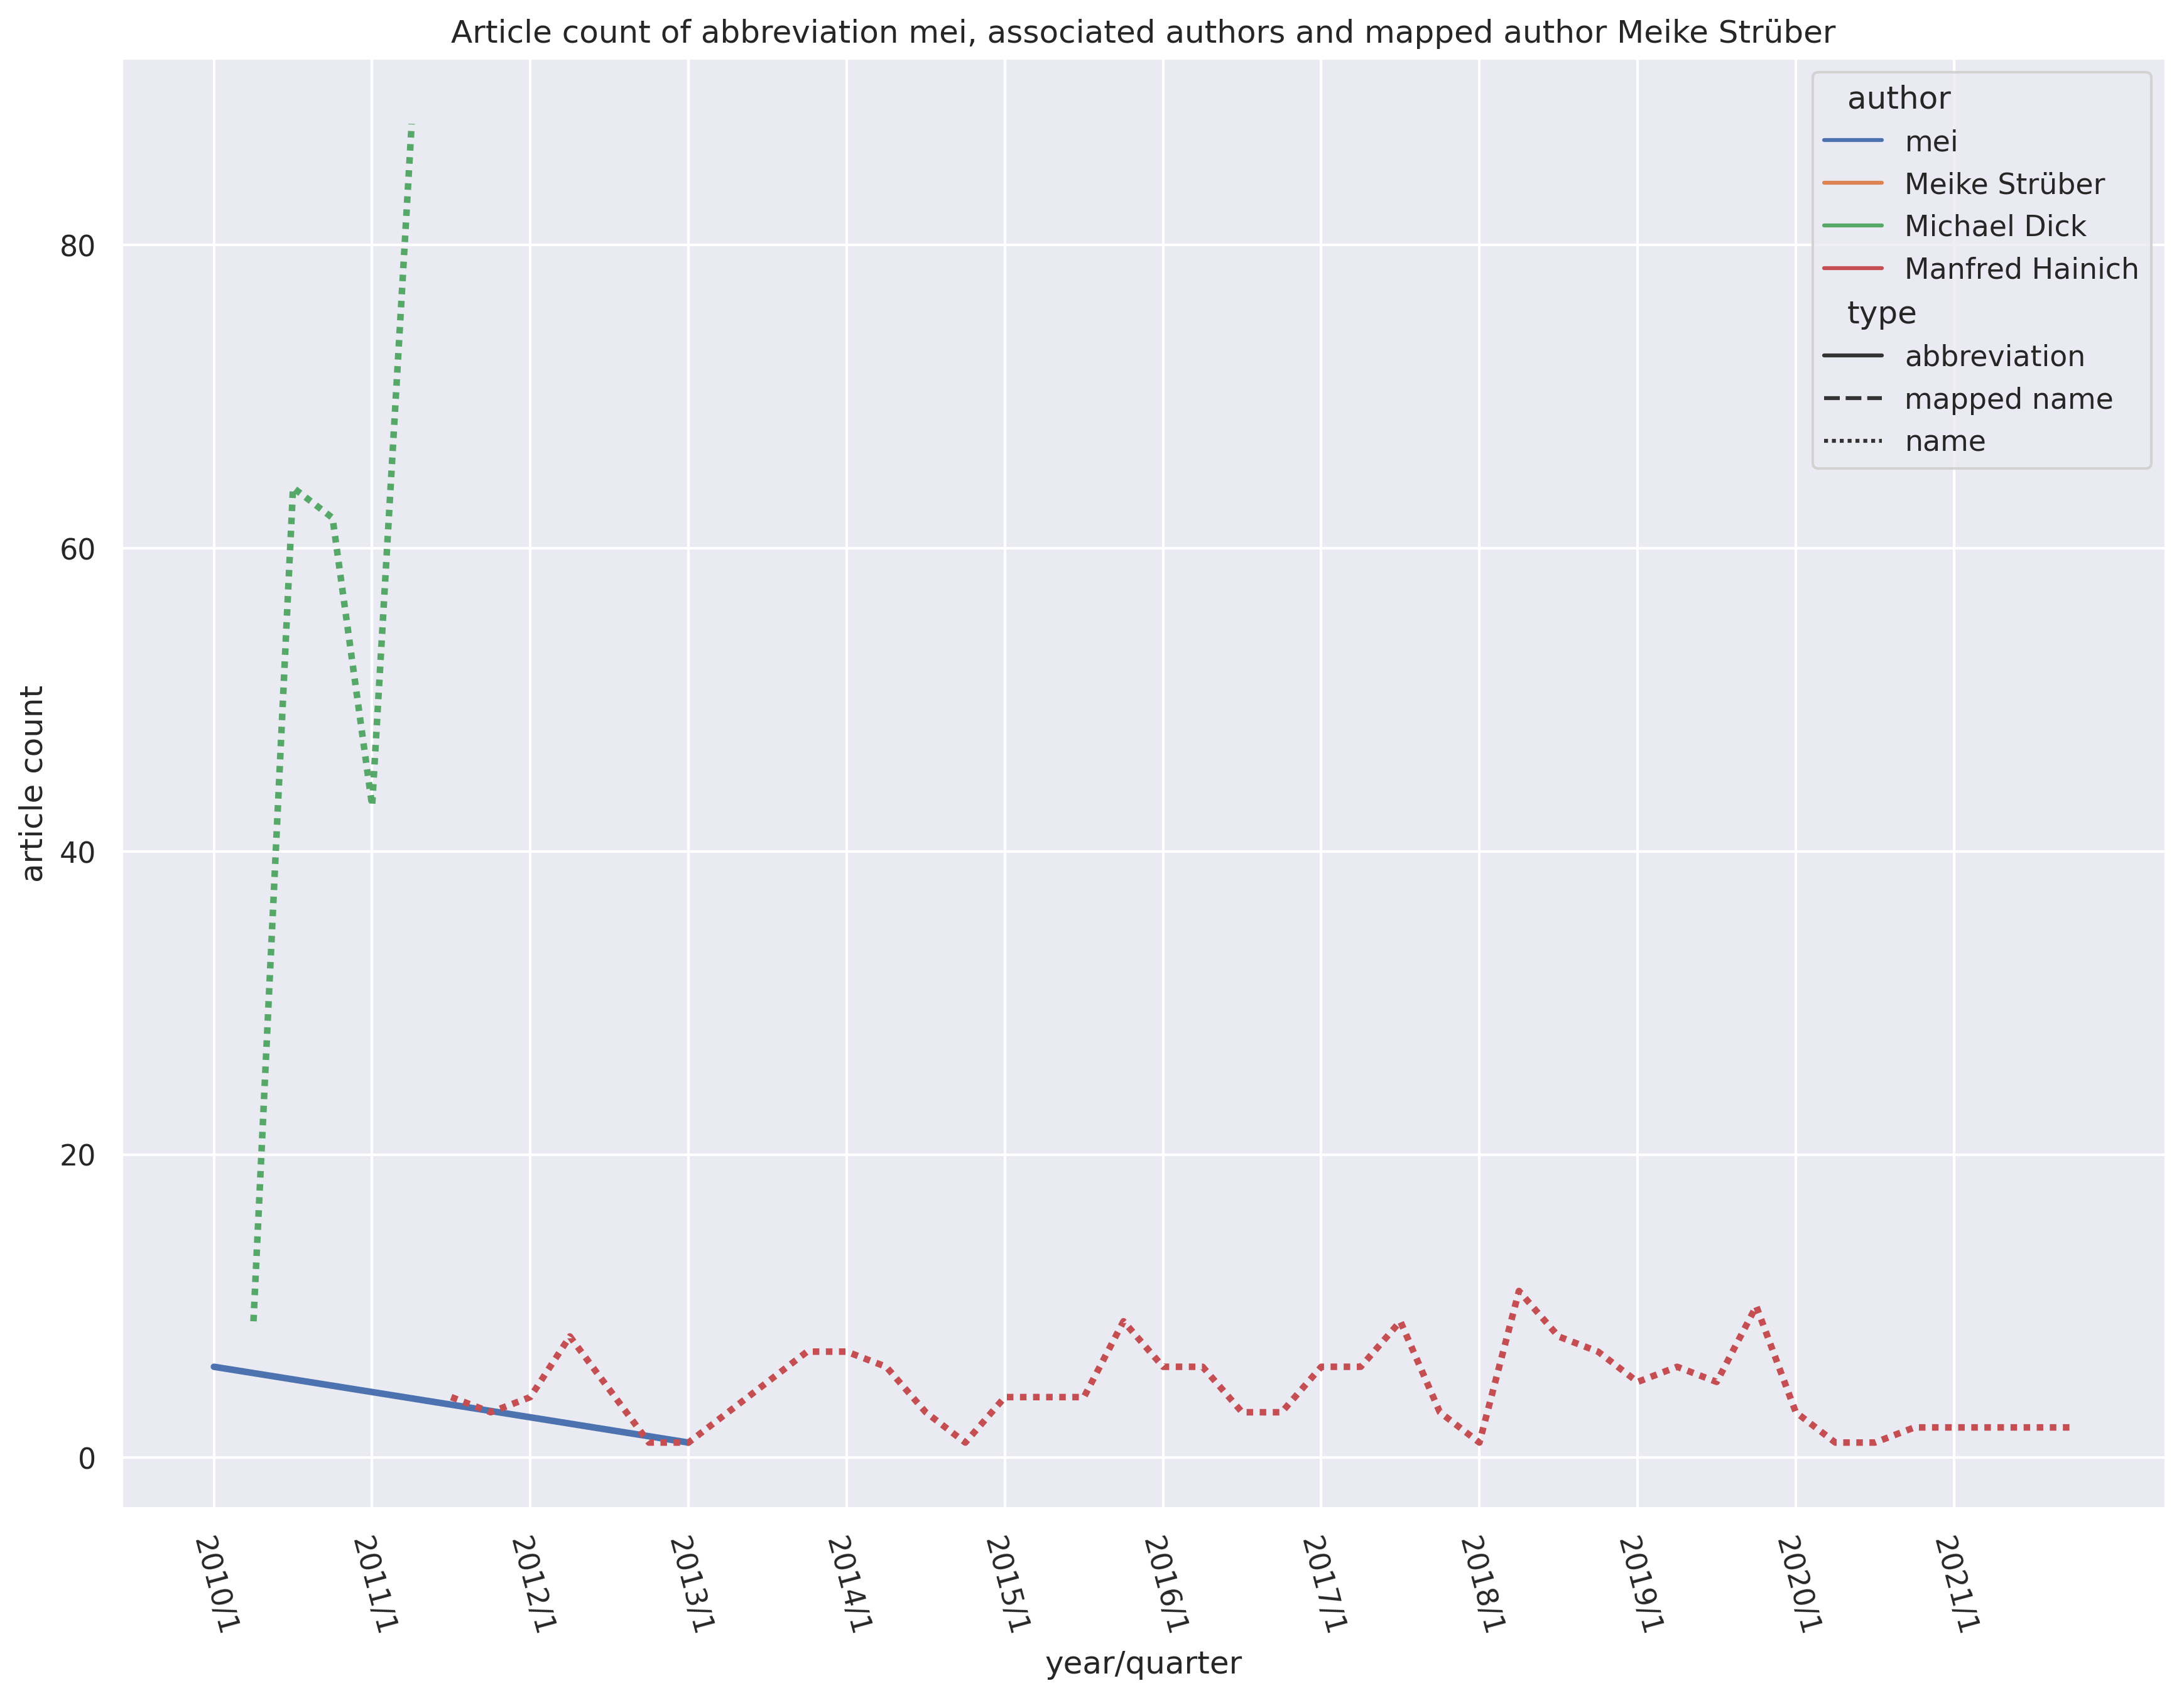 Article count of abbreviation mei, associated authors and mapped author Meike Strüber
author
mei
Meike Strüber
Michael Dick
Manfred Hainich
type
abbreviation
mapped name
name
article count
80
60
40
20
0
2010/1
2011/1
2012/1
2013/1
2014/1
2015/1
2016/1
2017/1
2018/1
2019/1
2020/1
2021/1
year/quarter